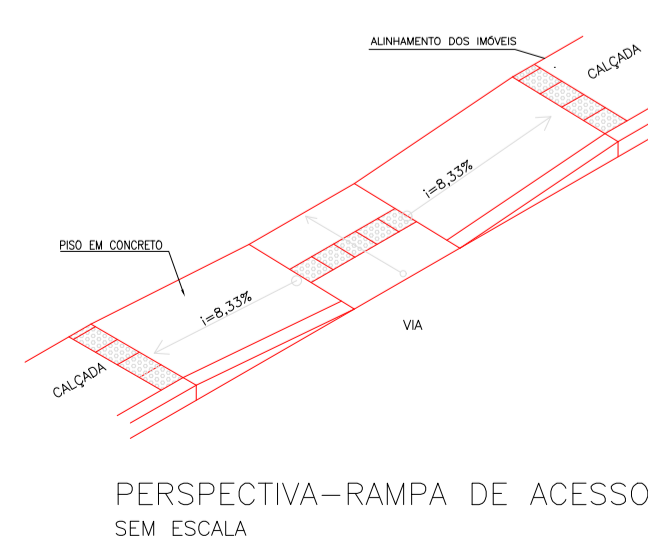 ALINHAMENTO DOS IMÓVEIS
CALÇADA
i=8,33%
PISO EM CONCRETO
i=8,33%
VIA
CALÇADA
PERSPECTIVA-RAMPA DE ACESSO
SEM ESCALA